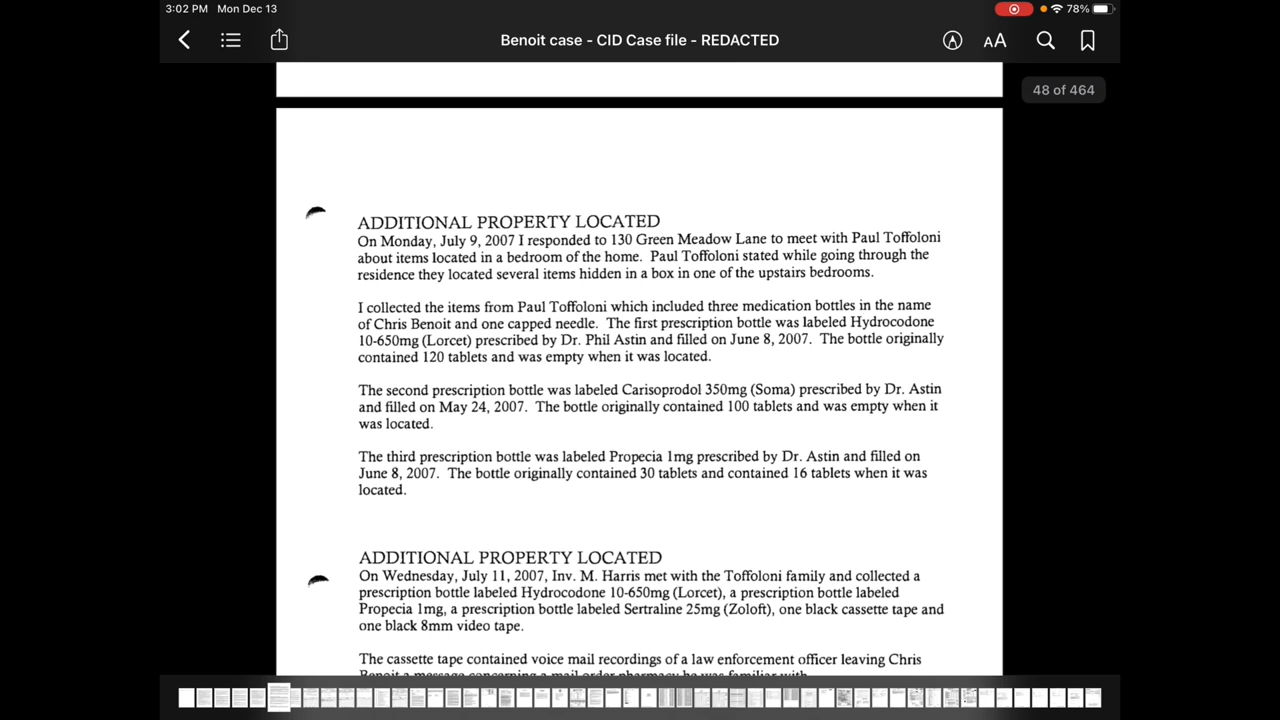 3:02 PM Mon Dec 13
78%
Benoit case - CID Case file - REDACTED
AA
48 of 464
ADDITIONAL PROPERTY LOCATED
On Monday, July 9, 2007 I responded to 130 Green Meadow Lane to meet with Paul Toffoloni
about items located in a bedroom of the home. Paul Toffoloni stated while going through the
residence they located several items hidden in a box in one of the upstairs bedrooms.
I collected the items from Paul Toffoloni which included three medication bottles in the name
of Chris Benoit and one capped needle. The first prescription bottle was labeled Hydrocodone
10-650mg (Lorcet) prescribed by Dr. Phil Astin and filled on June 8, 2007. The bottle originally
contained 120 tablets and was empty when it was located.
The second prescription bottle was labeled Carisoprodol 350mg (Soma) prescribed by Dr. Astin
and filled on May 24, 2007. The bottle originally contained 100 tablets and was empty when it
was located.
The third prescription bottle was labeled Propecia 1mg prescribed by Dr. Astin and filled on
June 8, 2007. The bottle originally contained 30 tablets and contained 16 tablets when it was
located.
ADDITIONAL PROPERTY LOCATED
On Wednesday, July 11, 2007, Inv. M. Harris met with the Toffoloni family and collected a
prescription bottle labeled Hydrocodone 10-650mg (Lorcet), a prescription bottle labeled
Propecia 1mg, a prescription bottle labeled Sertraline 25mg (Zoloft), one black cassette tape and
one black 8mm video tape.
The cassette tape contained voice mail recordings of a law enforcement officer leaving Chris
Benoit a message concerning a mail order pharmacy he was familiar with